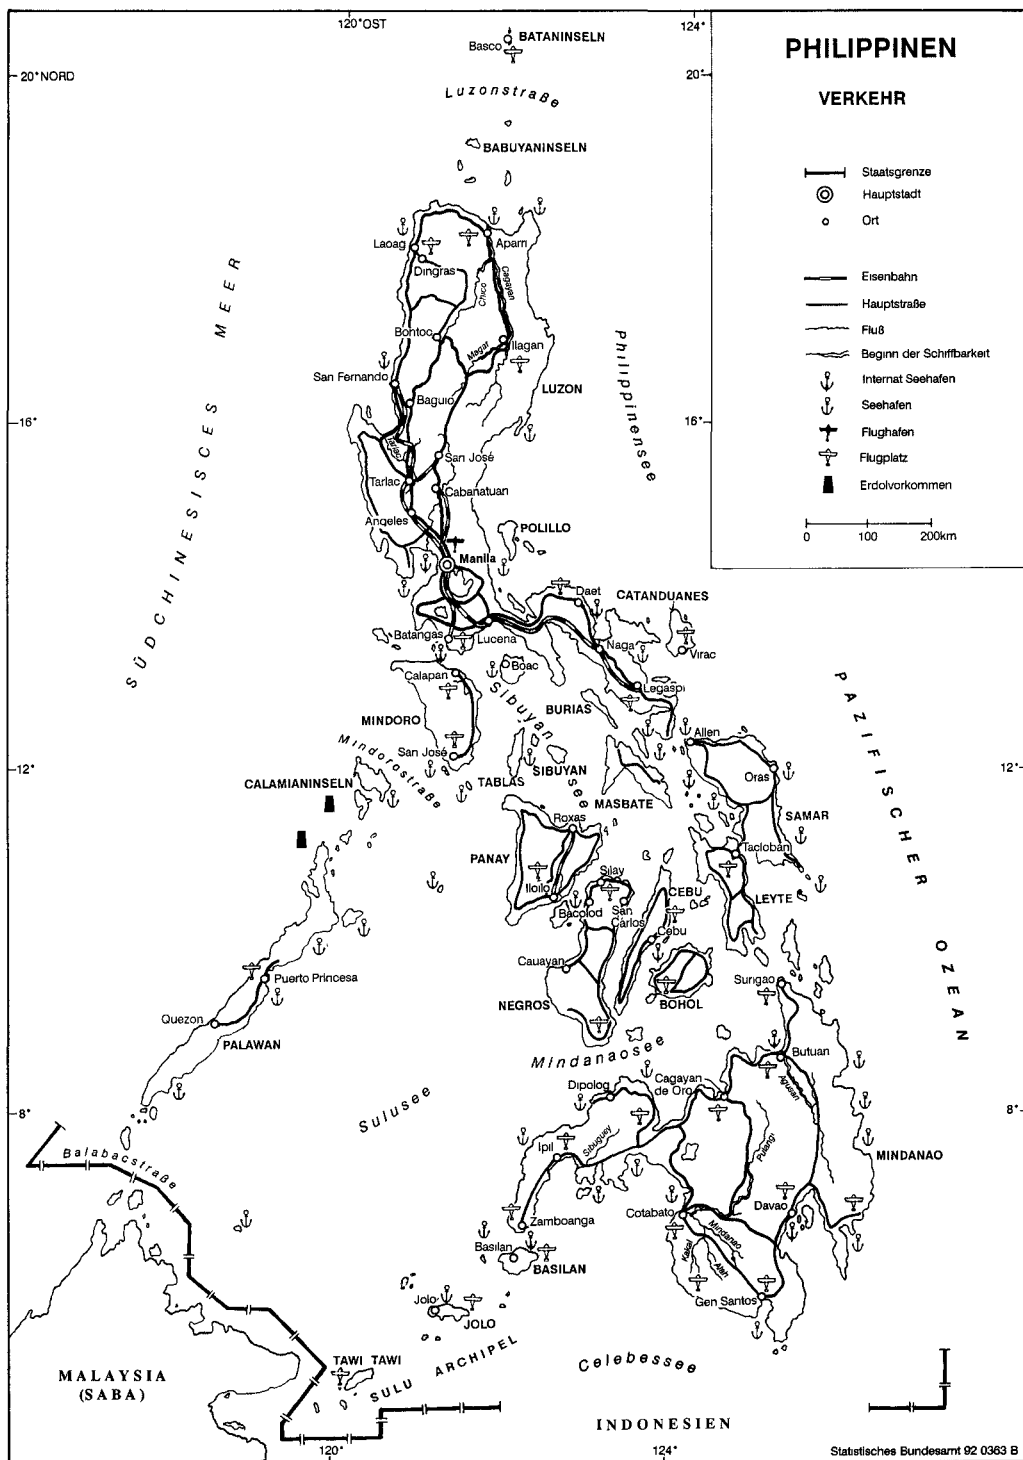 120°OST
124°
PHILIPPINEN
VERKEHR
Staatsgrenze
Hauptstadt
Ort
Eisenbahn
Hauptstraße
Fluß
Beginn der Schiffbarkeit
Internat Seehafen
Seehafen
Flughafen
Flugplatz
Erdolvorkommen
0 100 200km
BATANINSELN
Basco
20°NORD
20°
Luzonstraße
BABUYANINSELN
Laoag
Aparri
Dingras
Chico
Cagayan
SÜDCHINESISCES MEER
Bontoc
Magat
Ilagan
Philippinensee
San Fernando
LUZON
Baguio
16°
16°
San José
Tarlac
Cabanatuan
Angeles
POLILLO
Manila
Daet
CATANDUANES
Batangas
Lucena
Naga
Virac
Boac
Calapan
Legaspi
Sibuyan see
BURIAS
MINDORO
Allen
PAZIFISCHER OZEAN
San José
Mindorostraße
SIBUYAN
12°
12°
Oras
CALAMIANINSELN
TABLAS
MASBATE
SAMAR
Roxas
PANAY
Tacloban
Iloilo
Silay
CEBU
LEYTE
Bacolod
San
Carlos
Cebu
Cauayan
Puerto Princesa
Surigao
NEGROS
BOHOL
Quezon
PALAWAN
Mindanaosee
Butuan
Cagayan
de Oro
Dipolog
Agusan
8°
8°
Sulusee
Sibuguey
Pulangi
Balabacstraße
Ipil
MINDANAO
Zamboanga
Cotabato
Davao
Mindanao
Basilan
BASILAN
Allah
Gen Santos
Jolo
JOLO
MALAYSIA
(SABA)
TAWI TAWI
SULU ARCHIPEL
Celebessee
INDONESIEN
120°
124°
Statistisches Bundesamt 92 0363 B